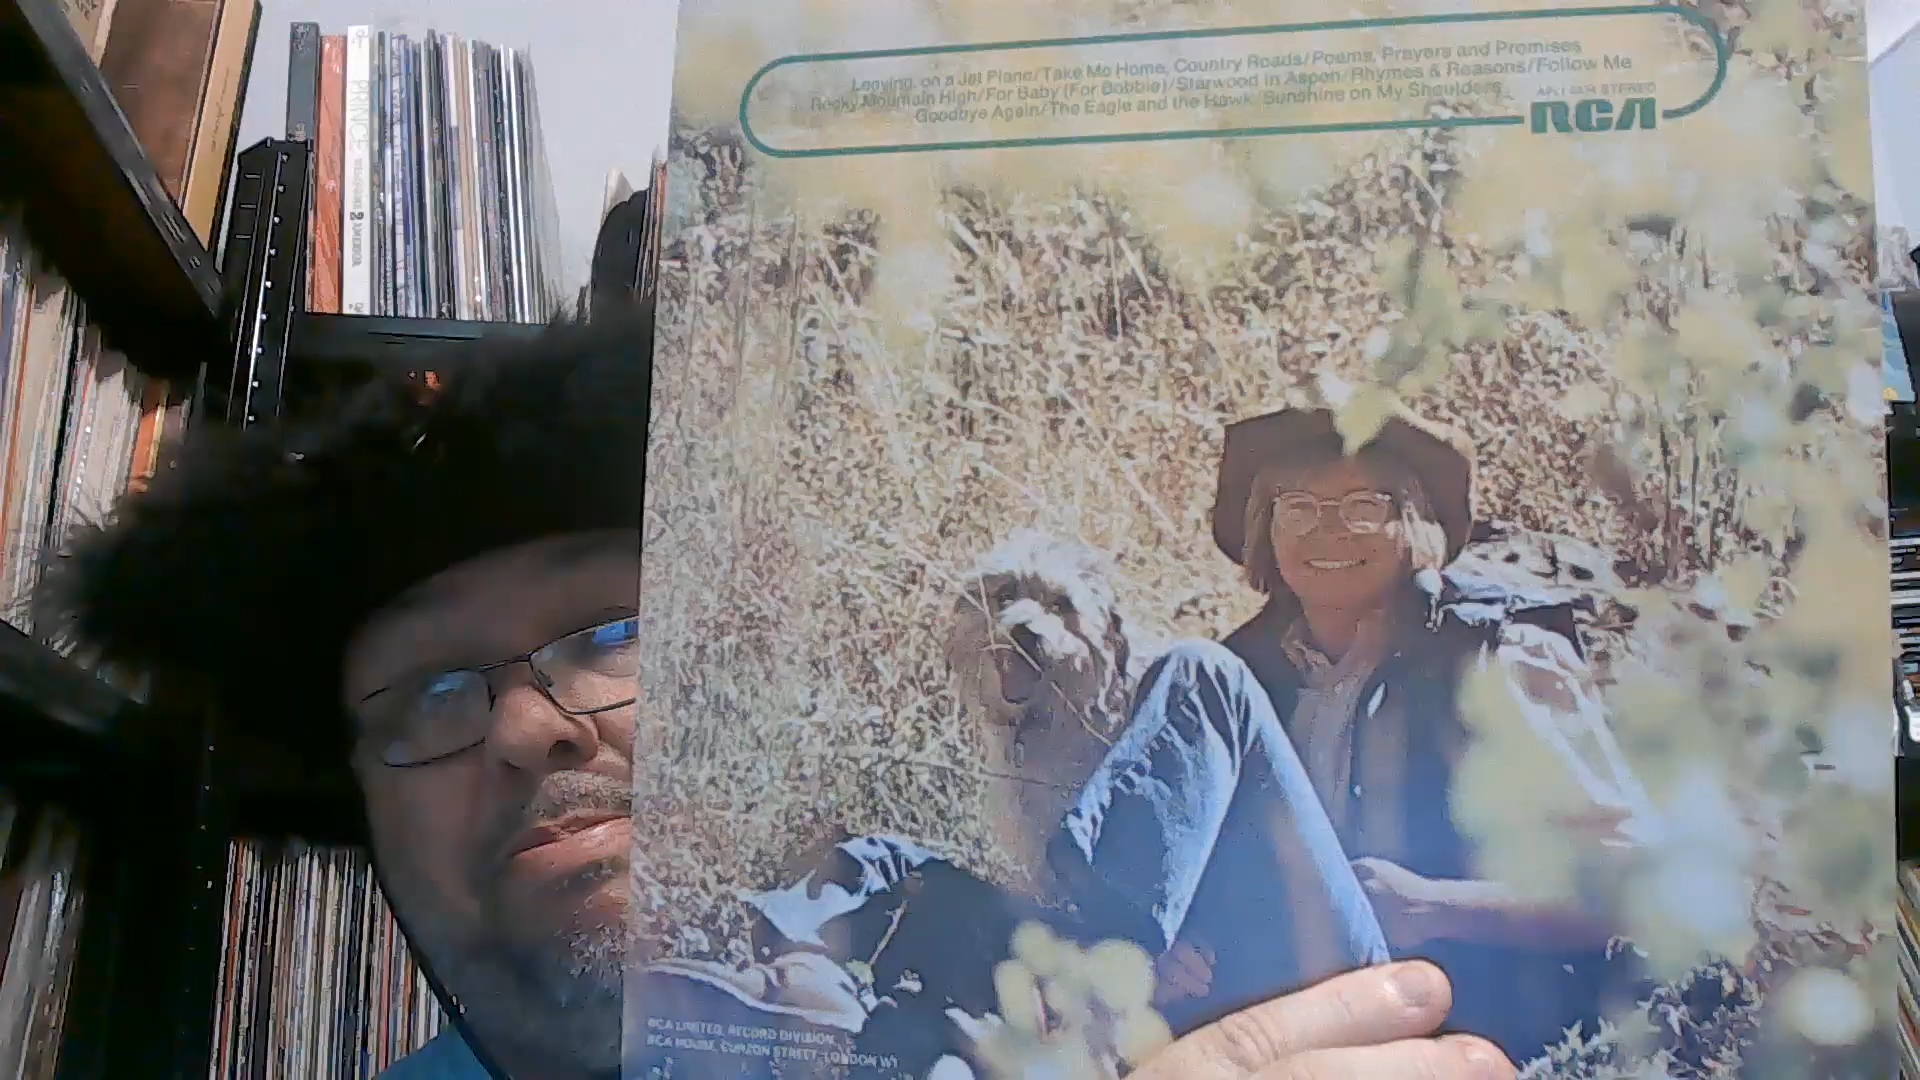 Leaving, on a Jet Plane/Take Me Home, Country Roads/Poems, Prayers and Promises
Rocky Mountain High/For Baby (For Bobbie)/Starwood in Aspen/Rhymes & Reasons/Follow Me
Goodbye Again/The Eagle and the Hawk/Sunshine on My Shoulders
STEREO
RCA
PRINCE
2
RCA LIMITED, RECORD DIVISION,
RCA HOUSE, CURZON STREET, LONDON W1